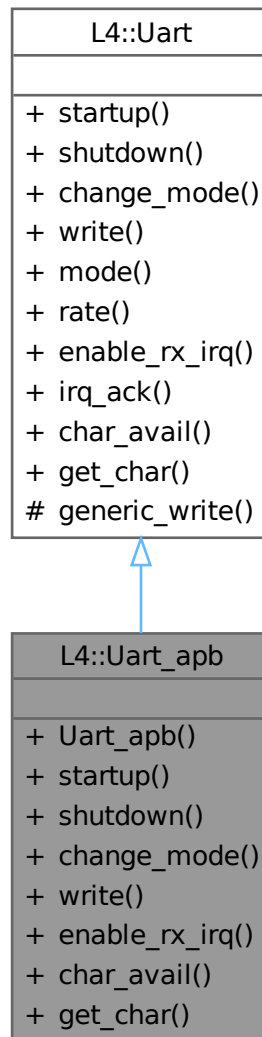 L4::Uart
+ startup()
+ shutdown()
+ change_mode()
+ write()
+ mode()
+ rate()
+ enable_rx_irq()
+ irq_ack()
+ char_avail()
+ get_char()
# generic_write()
L4::Uart_apb
+ Uart_apb()
+ startup()
+ shutdown()
+ change_mode()
+ write()
+ enable_rx_irq()
+ char_avail()
+ get_char()